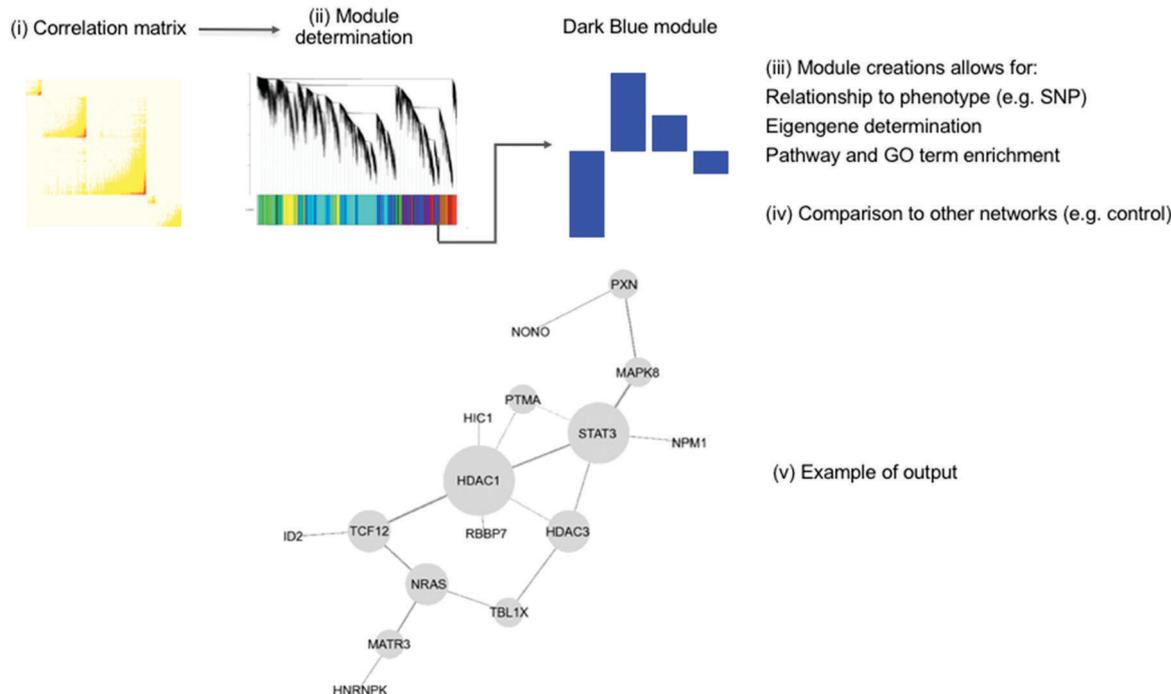 (i) Correlation matrix
(ii) Module
determination
Dark Blue module
(iii) Module creations allows for:
Relationship to phenotype (e.g. SNP)
Eigengene determination
Pathway and GO term enrichment
(iv) Comparison to other networks (e.g. control)
PXN
NONO
MAPK8
PTMA
HIC1
STAT3
NPM1
HDAC1
(v) Example of output
TCF12
ID2
RBBP7
HDAC3
NRAS
TBL1X
MATR3
HNRNPK